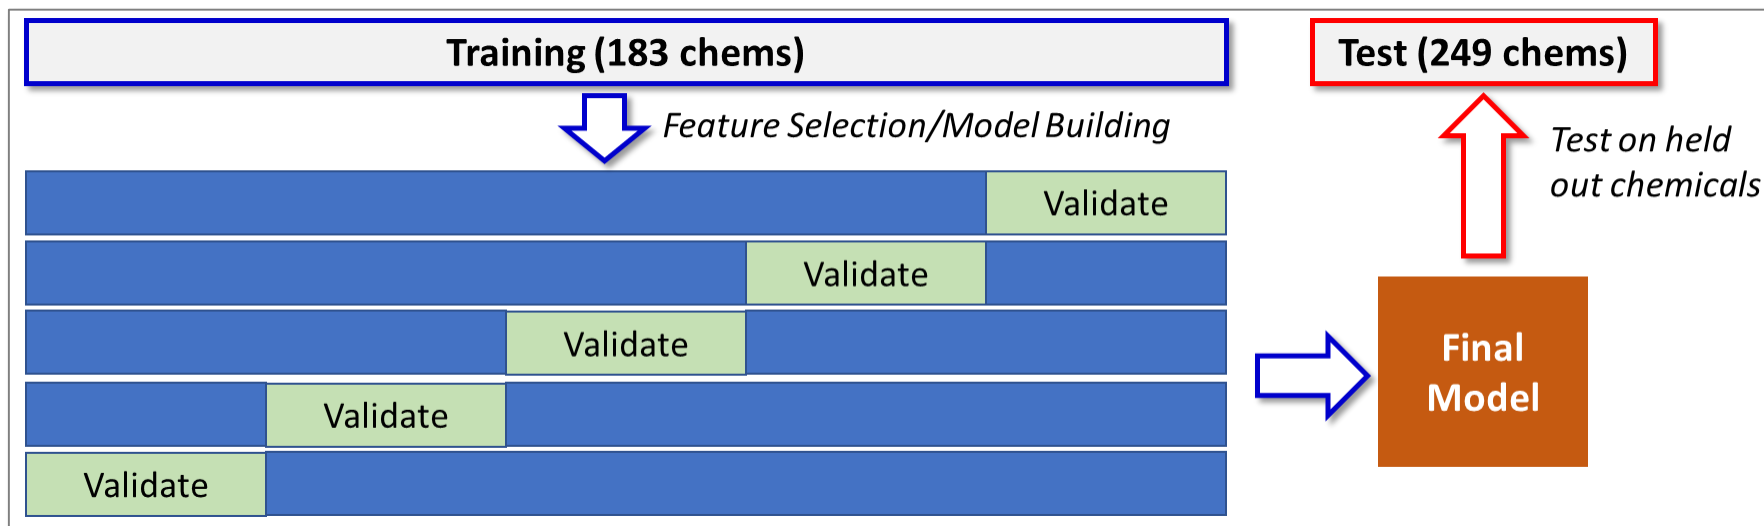 Training (183 chems)
Test (249 chems)
Feature Selection/Model Building
Test on held
out chemicals
Validate
Validate
Validate
Validate
Validate
Final
Model